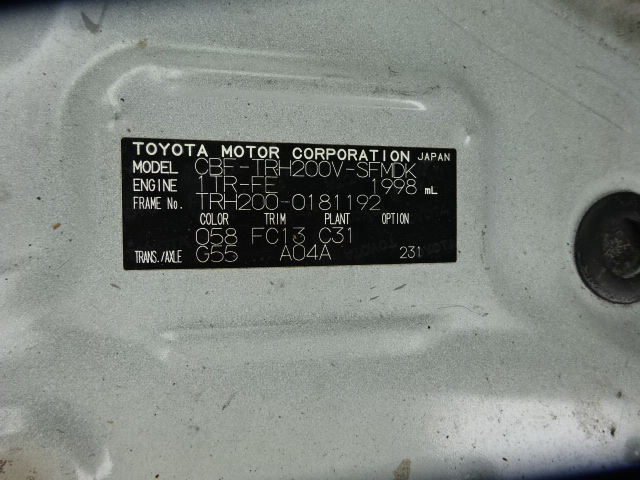 TOYOTA MOTOR CORPORATION JAPAN
MODEL CBF-TRH200V-SFMDK
ENGINE 1TR-FE 1998 mL
FRAME No. TRH200-0181192
COLOR TRIM PLANT OPTION
058 FC13 C31
TRANS./AXLE G55 A04A 231